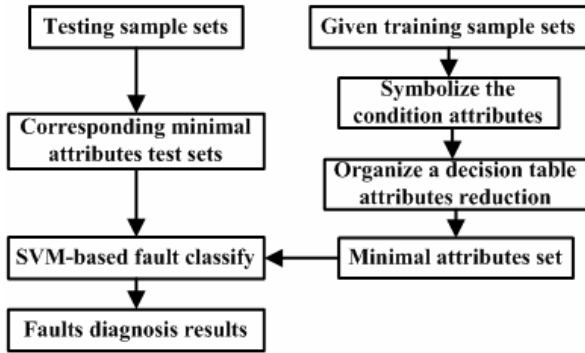 Testing sample sets
Given training sample sets
Symbolize the
condition attributes
Corresponding minimal
attributes test sets
Organize a decision table
attributes reduction
SVM-based fault classify
Minimal attributes set
Faults diagnosis results